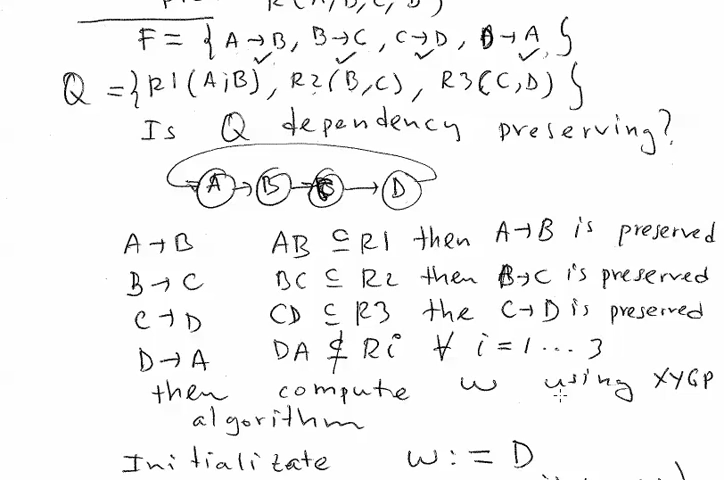 R(A,B,C,D)
F = { A→B, B→C, C→D, D→A }
Q = { R1(A,B), R2(B,C), R3(C,D) }
Is Q dependency preserving?
A → B → C → D
A→B AB ⊆ R1 then A→B is preserved
B→C BC ⊆ R2 then B→C is preserved
C→D CD ⊆ R3 the C→D is preserved
D→A DA ⊄ Ri ∀ i = 1 ... 3
then compute w using XYGP
algorithm
Initialitate w := D